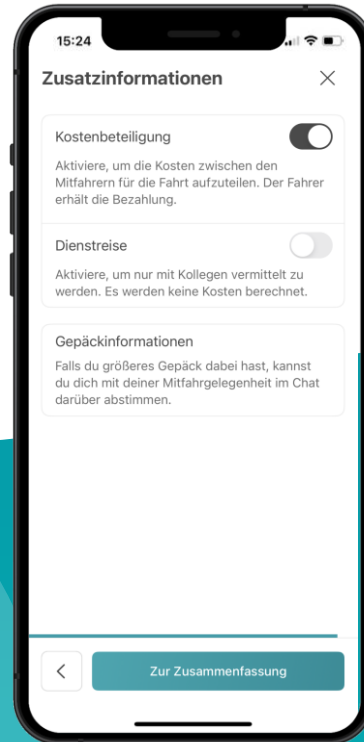 15:24
Zusatzinformationen
Kostenbeteiligung
Aktiviere, um die Kosten zwischen den
Mitfahrern für die Fahrt aufzuteilen. Der Fahrer
erhält die Bezahlung.
Dienstreise
Aktiviere, um nur mit Kollegen vermittelt zu
werden. Es werden keine Kosten berechnet.
Gepäckinformationen
Falls du größeres Gepäck dabei hast, kannst
du dich mit deiner Mitfahrgelegenheit im Chat
darüber abstimmen.
Zur Zusammenfassung